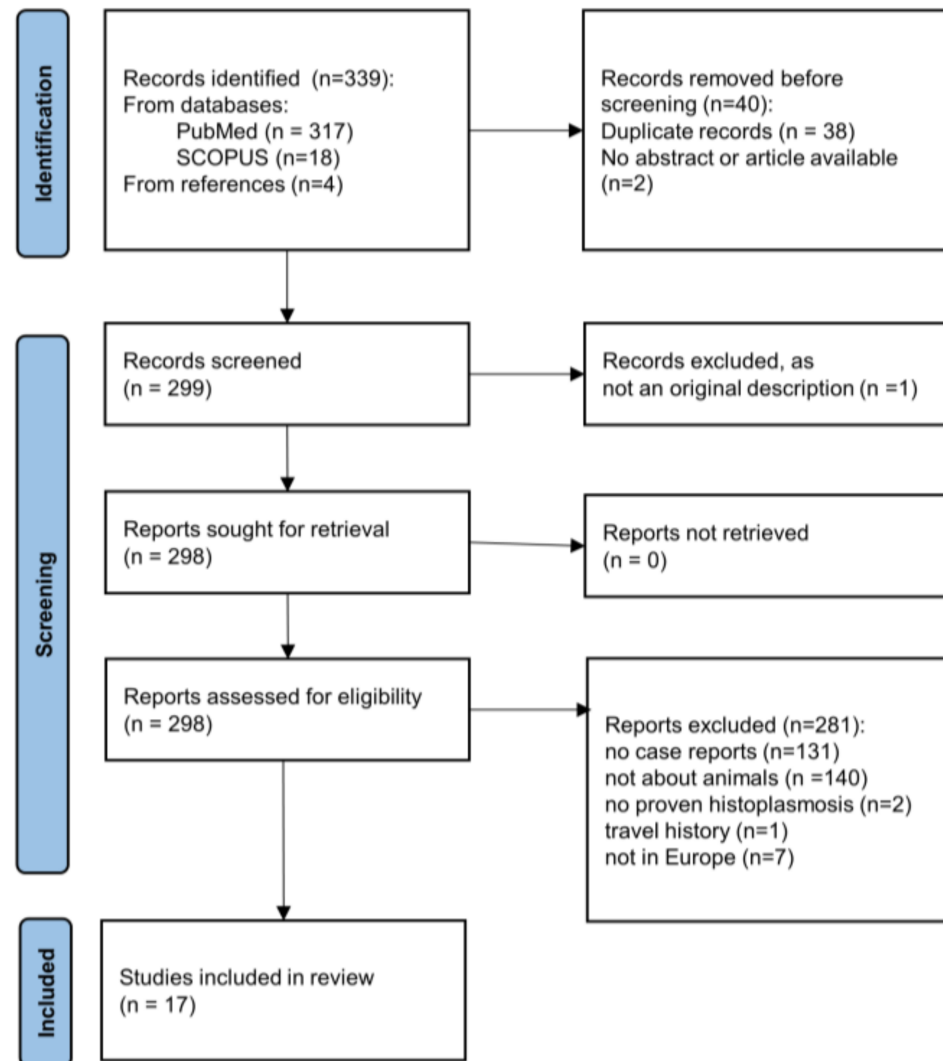 Identification
Records identified (n=339):
From databases:
PubMed (n = 317)
SCOPUS (n=18)
From references (n=4)
Records removed before
screening (n=40):
Duplicate records (n = 38)
No abstract or article available
(n=2)
Screening
Records screened
(n = 299)
Records excluded, as
not an original description (n =1)
Reports sought for retrieval
(n = 298)
Reports not retrieved
(n = 0)
Reports assessed for eligibility
(n = 298)
Reports excluded (n=281):
no case reports (n=131)
not about animals (n =140)
no proven histoplasmosis (n=2)
travel history (n=1)
not in Europe (n=7)
Included
Studies included in review
(n = 17)